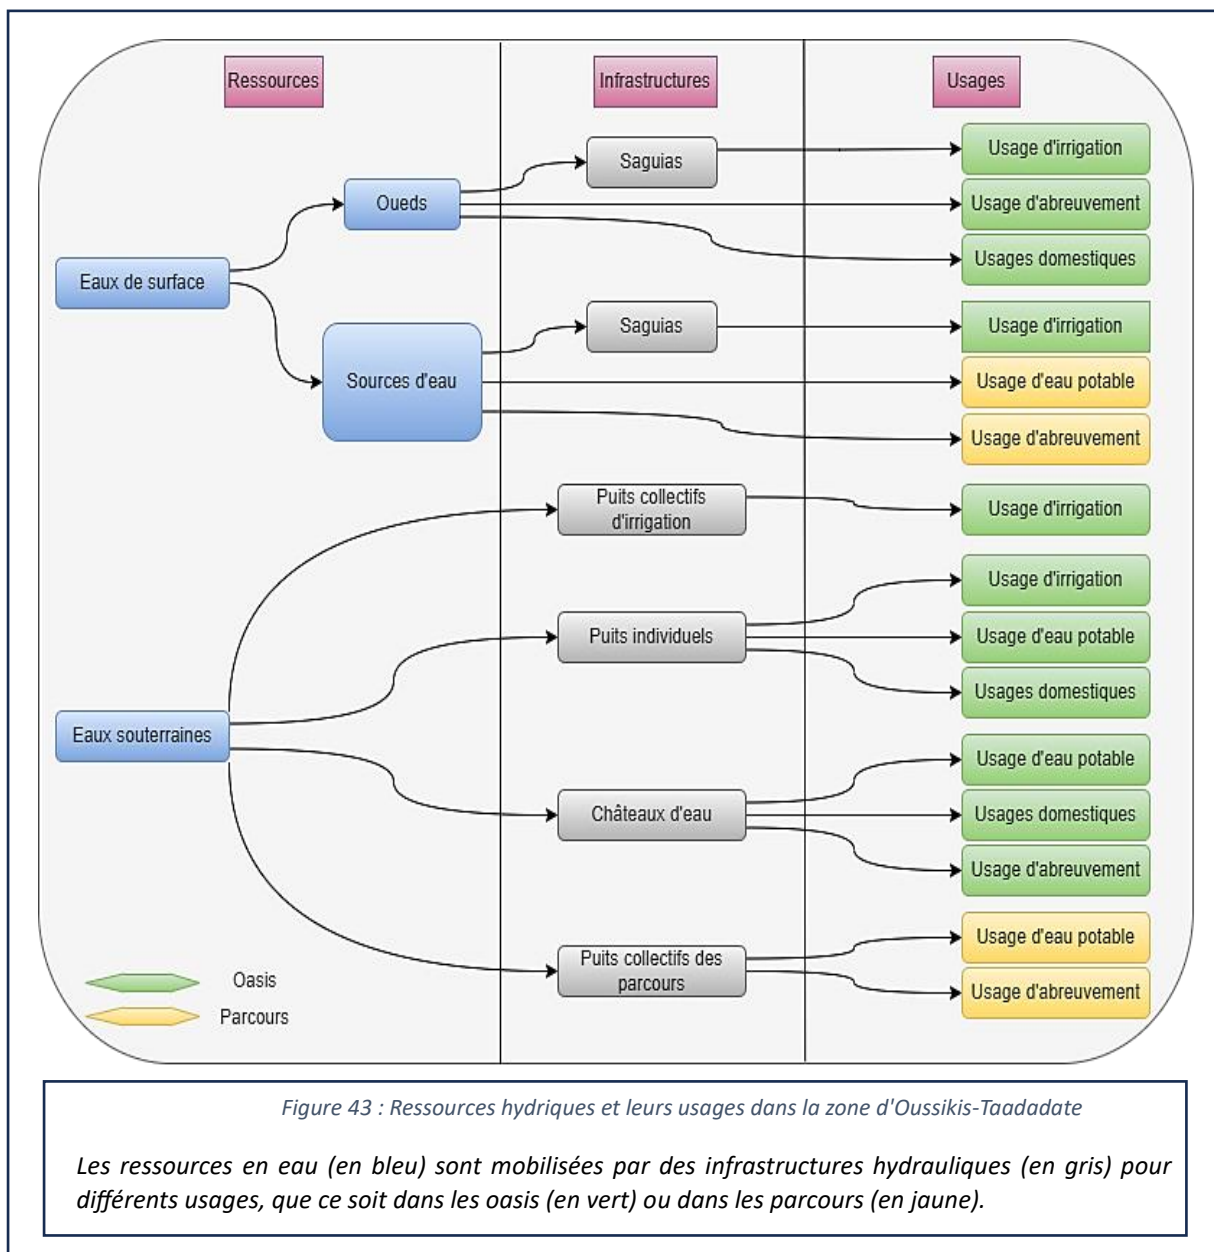 Ressources
Infrastructures
Usages
Saguias
Usage d'irrigation
Oueds
Usage d'abreuvement
Usages domestiques
Eaux de surface
Saguias
Usage d'irrigation
Sources d'eau
Usage d'eau potable
Usage d'abreuvement
Puits collectifs
d'irrigation
Usage d'irrigation
Usage d'irrigation
Puits individuels
Usage d'eau potable
Usages domestiques
Eaux souterraines
Usage d'eau potable
Châteaux d'eau
Usages domestiques
Usage d'abreuvement
Puits collectifs des
parcours
Usage d'eau potable
Usage d'abreuvement
Oasis
Parcours
Figure 43 : Ressources hydriques et leurs usages dans la zone d'Oussikis-Taadadate
Les ressources en eau (en bleu) sont mobilisées par des infrastructures hydrauliques (en gris) pour
différents usages, que ce soit dans les oasis (en vert) ou dans les parcours (en jaune).